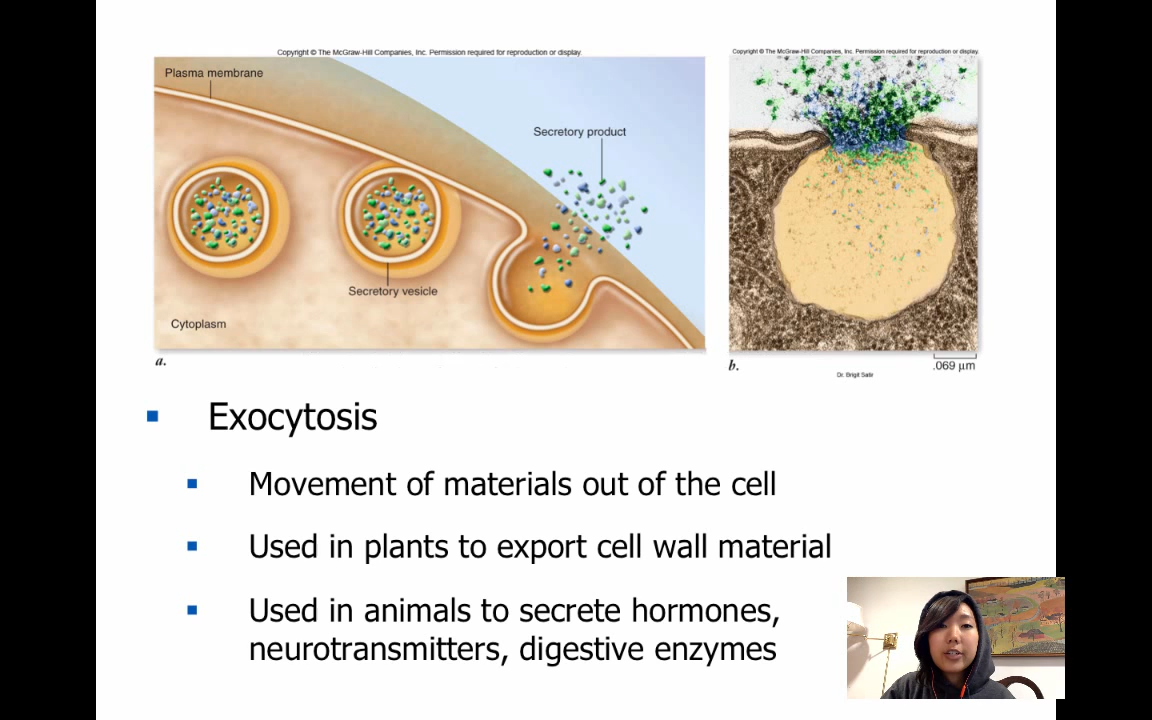 Copyright © The McGraw-Hill Companies, Inc. Permission required for reproduction or display.
Plasma membrane
Secretory product
Secretory vesicle
Cytoplasm
a.
Copyright © The McGraw-Hill Companies, Inc. Permission required for reproduction or display.
b.
.069 µm
Dr. Brigit Satir
Exocytosis
Movement of materials out of the cell
Used in plants to export cell wall material
Used in animals to secrete hormones,
neurotransmitters, digestive enzymes